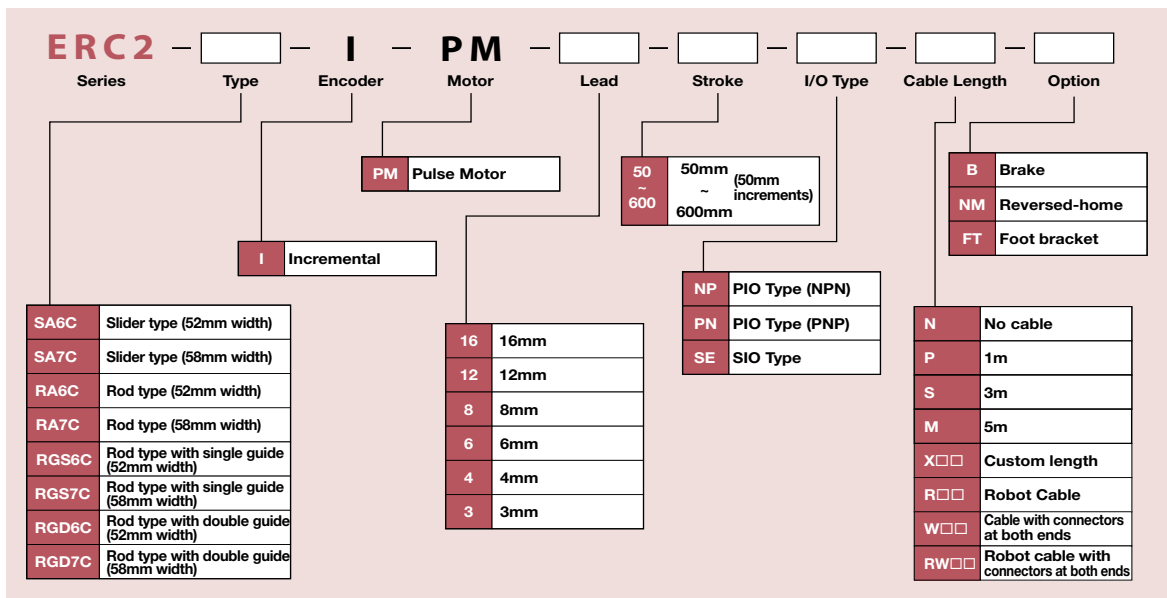 ERC2 — — I — PM — — — — —
Series Type Encoder Motor Lead Stroke I/O Type Cable Length Option
PM Pulse Motor
50 ~ 600 50mm ~ 600mm (50mm increments)
B Brake
NM Reversed-home
FT Foot bracket
I Incremental
NP PIO Type (NPN)
PN PIO Type (PNP)
SE SIO Type
SA6C Slider type (52mm width)
SA7C Slider type (58mm width)
RA6C Rod type (52mm width)
RA7C Rod type (58mm width)
RGS6C Rod type with single guide
(52mm width)
RGS7C Rod type with single guide
(58mm width)
RGD6C Rod type with double guide
(52mm width)
RGD7C Rod type with double guide
(58mm width)
16 16mm
12 12mm
8 8mm
6 6mm
4 4mm
3 3mm
N No cable
P 1m
S 3m
M 5m
X□□ Custom length
R□□ Robot Cable
W□□ Cable with connectors
at both ends
RW□□ Robot cable with
connectors at both ends